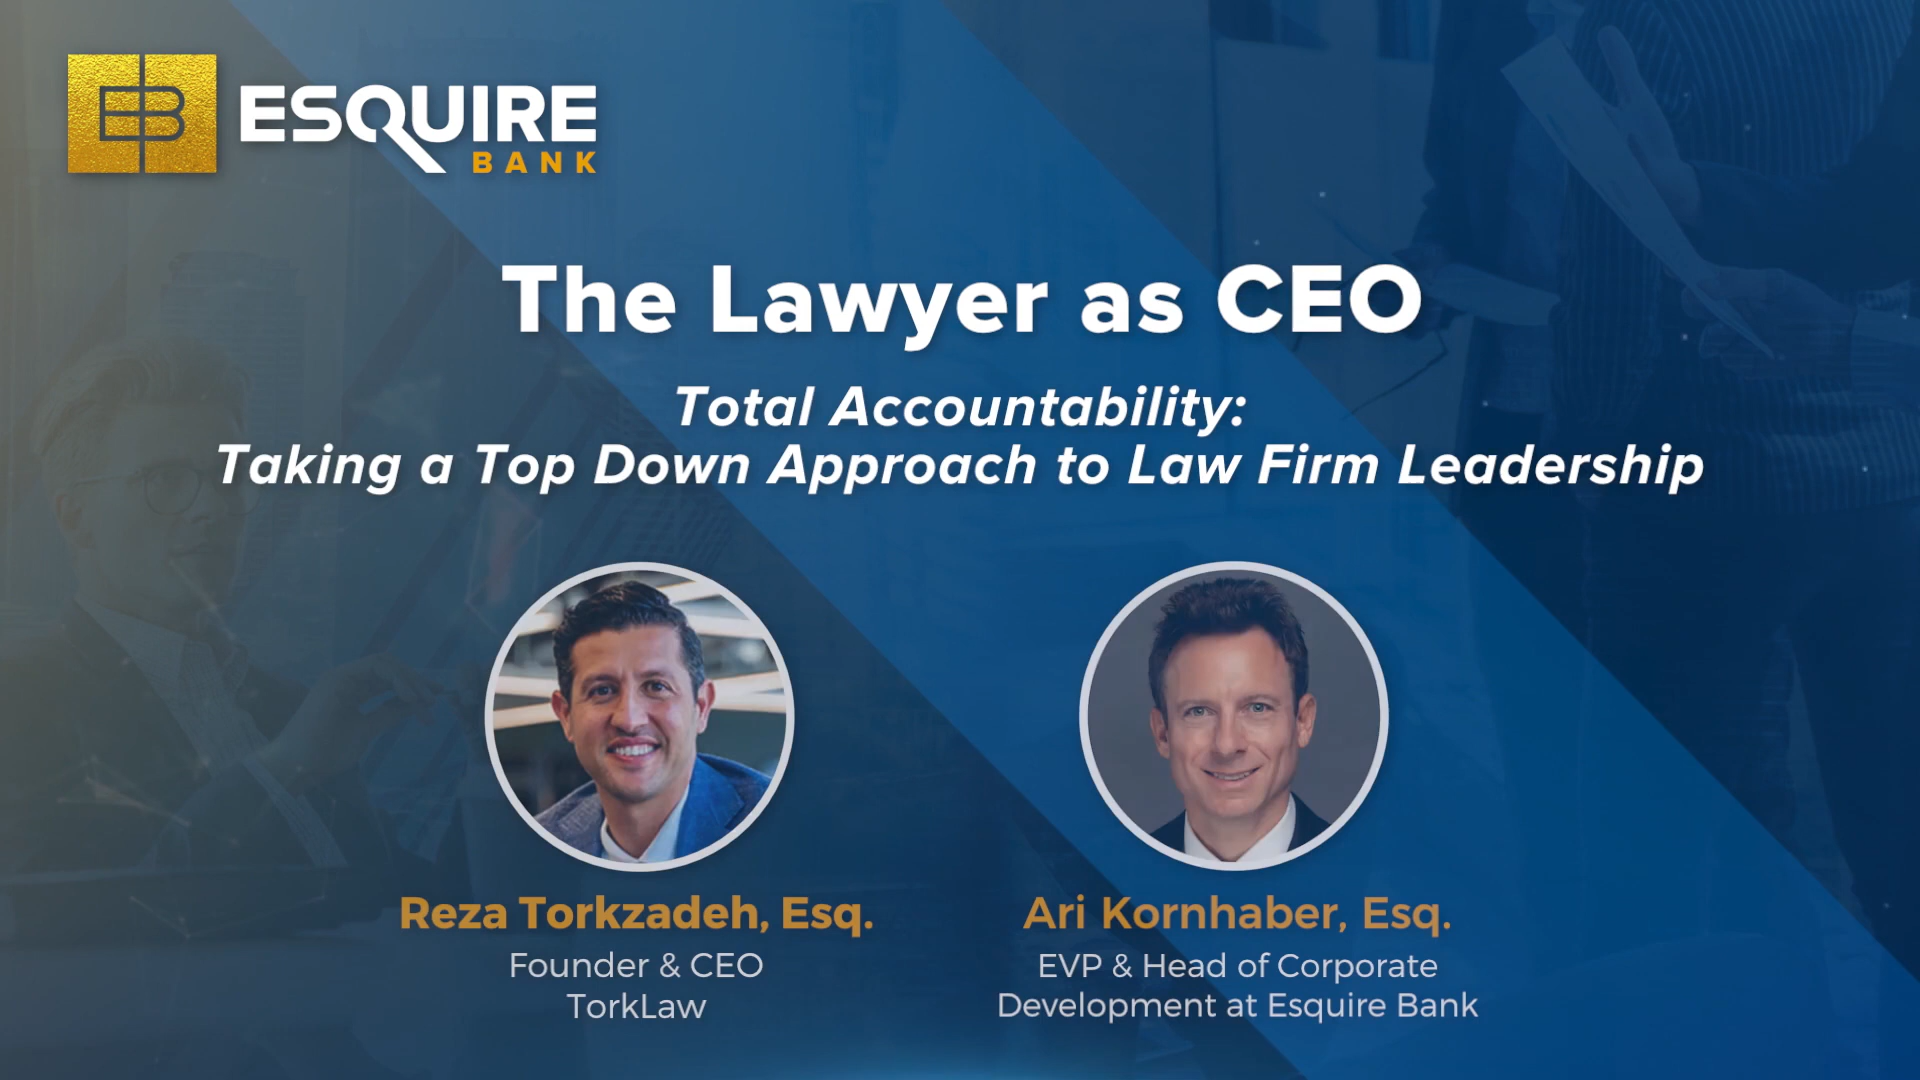 EB
ESQUIRE
BANK
The Lawyer as CEO
Total Accountability:
Taking a Top Down Approach to Law Firm Leadership
Reza Torkzadeh, Esq.
Founder & CEO
TorkLaw
Ari Kornhaber, Esq.
EVP & Head of Corporate
Development at Esquire Bank